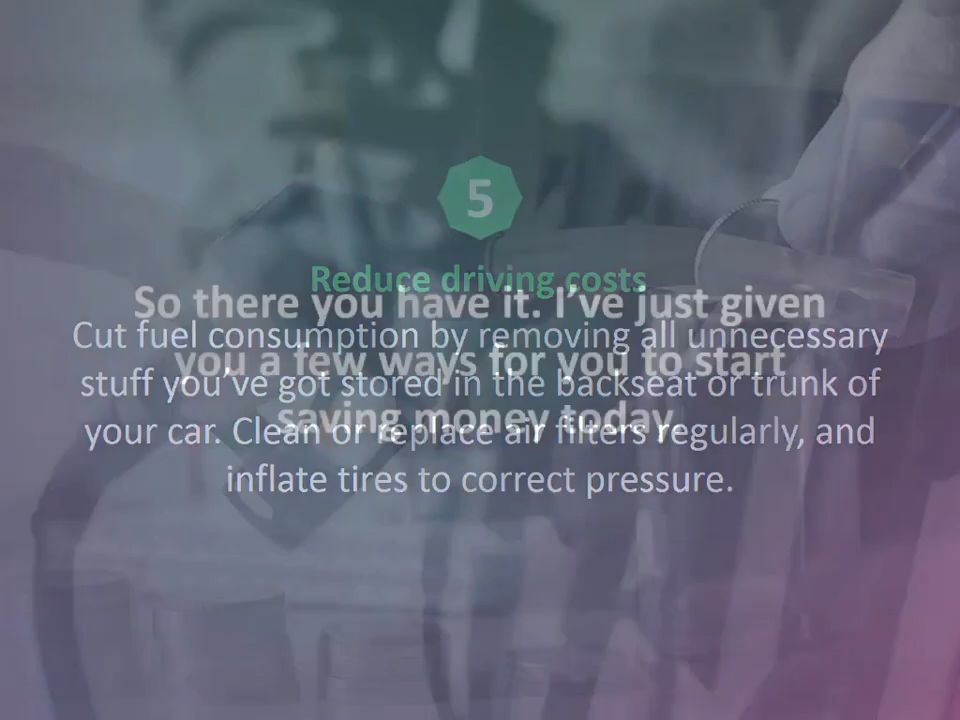 5
Reduce driving costs
Cut fuel consumption by removing all unnecessary
stuff you've got stored in the backseat or trunk of
your car. Clean or replace air filters regularly, and
inflate tires to correct pressure.
So there you have it. I've just given
you a few ways for you to start
saving money today.